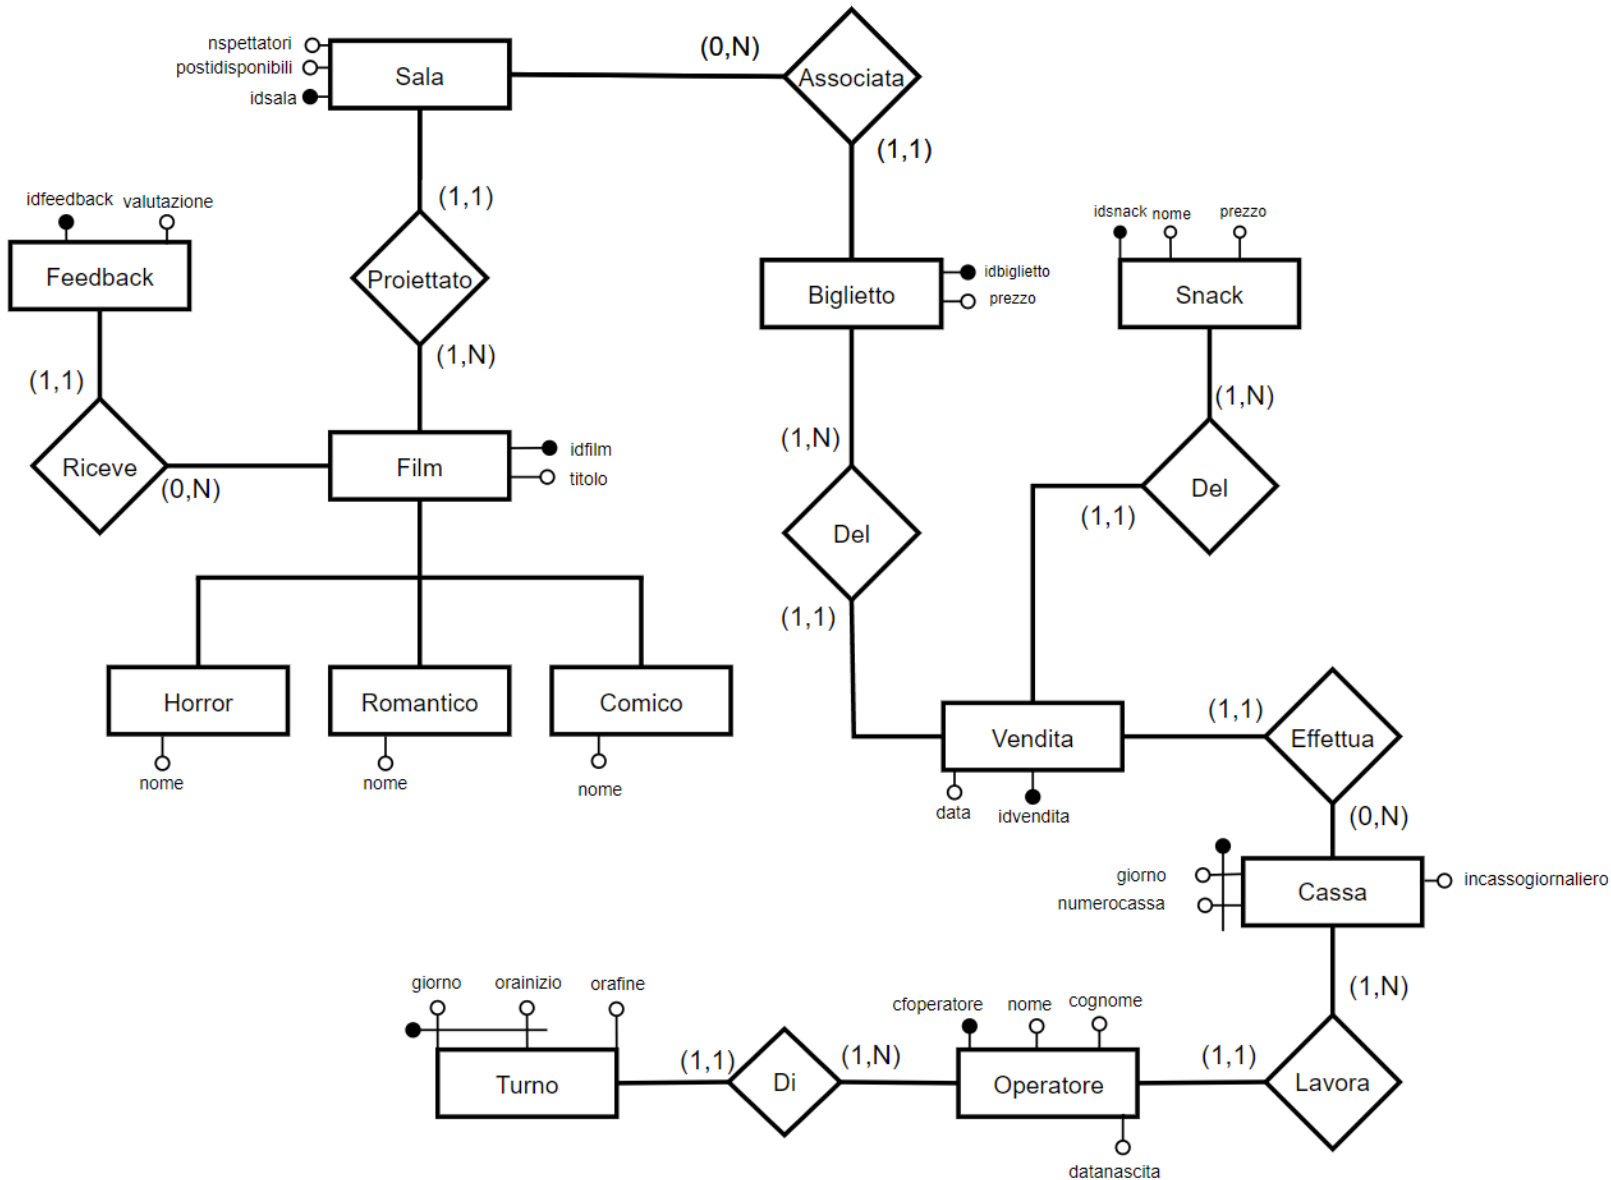 nspettatori
postidisponibili
idsala
Sala
(0,N)
Associata
(1,1)
(1,1)
idfeedback
valutazione
Feedback
Proiettato
idsnack
nome
prezzo
Snack
Biglietto
idbiglietto
prezzo
(1,N)
(1,1)
Riceve
(0,N)
Film
idfilm
titolo
(1,N)
(1,N)
Del
(1,1)
Del
(1,1)
Horror
nome
Romantico
nome
Comico
nome
Vendita
data
idvendita
(1,1)
Effettua
(0,N)
giorno
numerocassa
Cassa
incassogiornaliero
(1,N)
giorno
orainizio
orafine
Turno
(1,1)
Di
(1,N)
cfoperatore
nome
cognome
Operatore
datanascita
(1,1)
Lavora